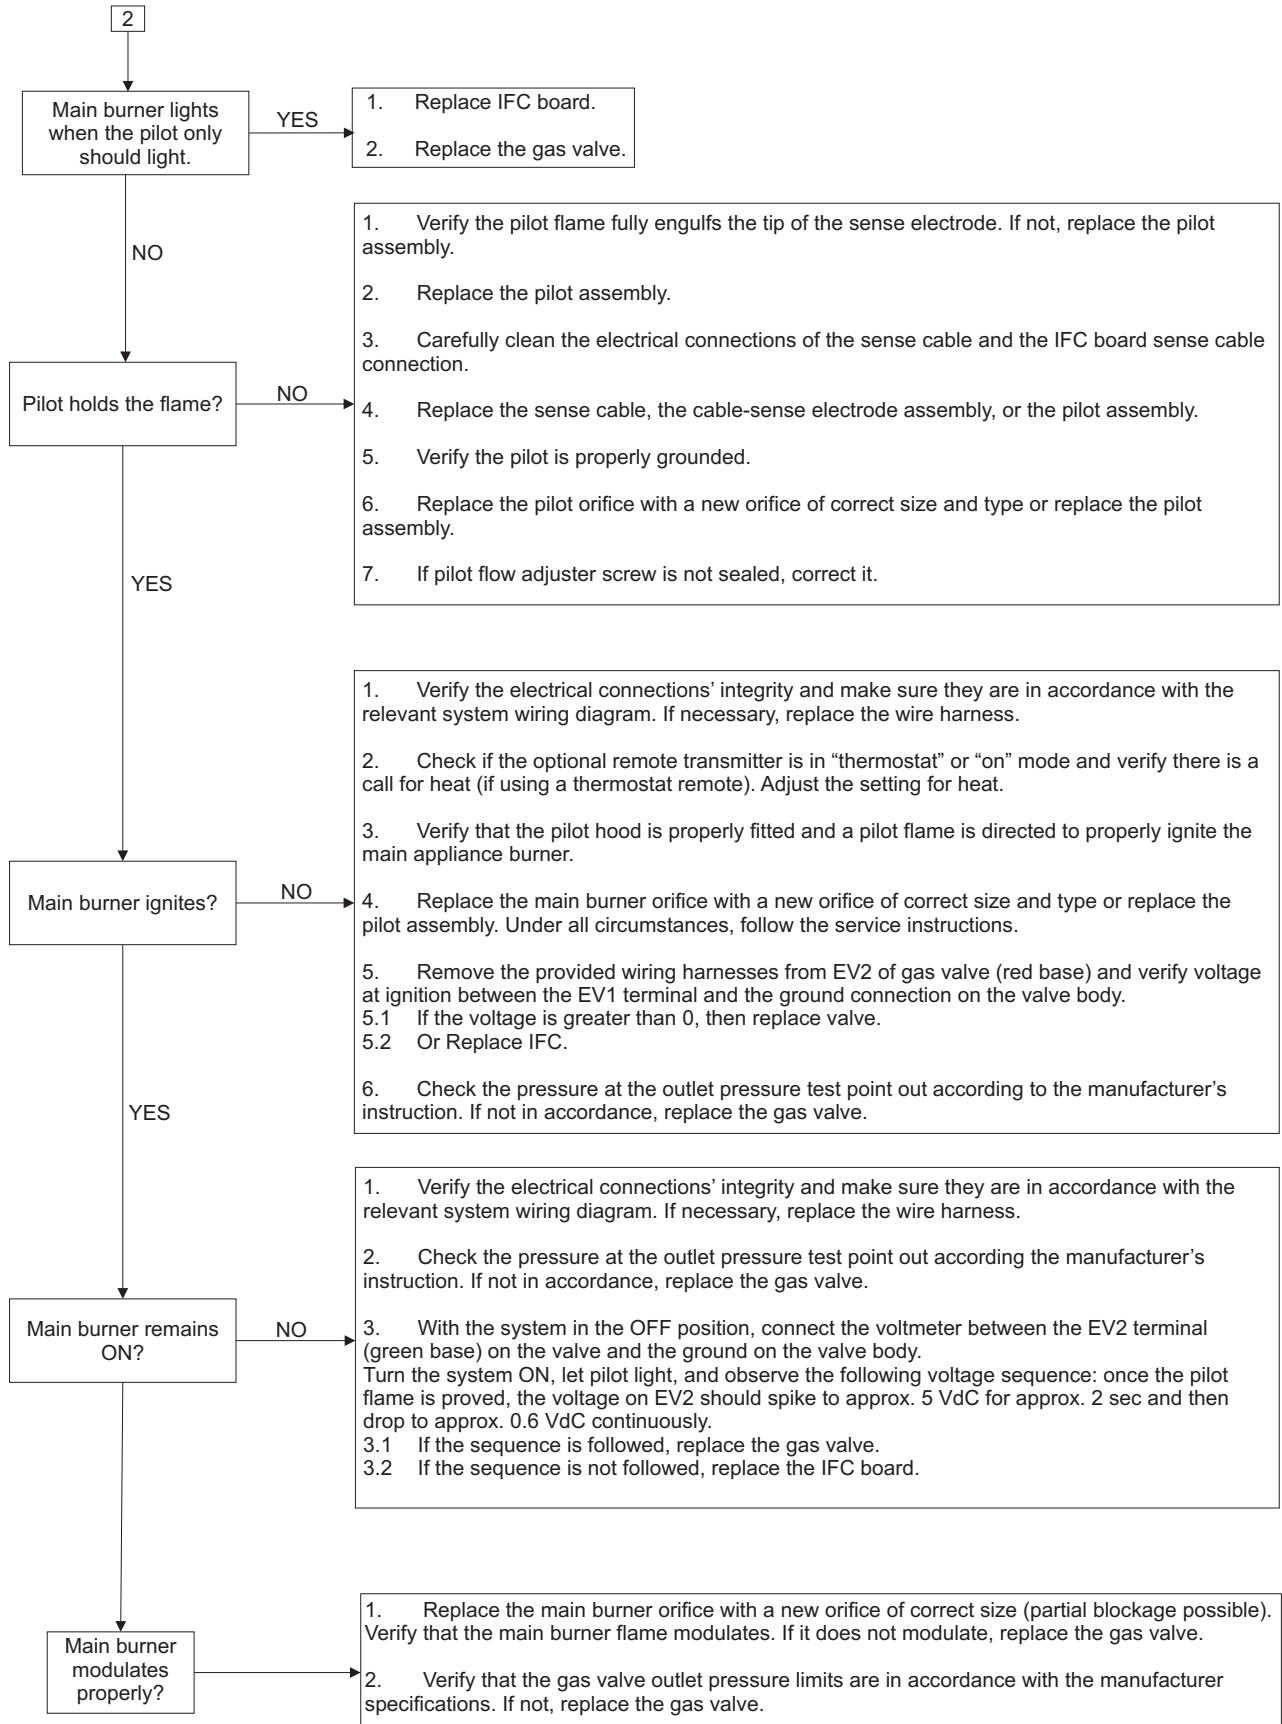 2
Main burner lights
when the pilot only
should light.
YES
1. Replace IFC board.
2. Replace the gas valve.
NO
1. Verify the pilot flame fully engulfs the tip of the sense electrode. If not, replace the pilot
assembly.
2. Replace the pilot assembly.
3. Carefully clean the electrical connections of the sense cable and the IFC board sense cable
connection.
4. Replace the sense cable, the cable-sense electrode assembly, or the pilot assembly.
5. Verify the pilot is properly grounded.
6. Replace the pilot orifice with a new orifice of correct size and type or replace the pilot
assembly.
7. If pilot flow adjuster screw is not sealed, correct it.
Pilot holds the flame?
NO
YES
1. Verify the electrical connections’ integrity and make sure they are in accordance with the
relevant system wiring diagram. If necessary, replace the wire harness.
2. Check if the optional remote transmitter is in “thermostat” or “on” mode and verify there is a
call for heat (if using a thermostat remote). Adjust the setting for heat.
3. Verify that the pilot hood is properly fitted and a pilot flame is directed to properly ignite the
main appliance burner.
4. Replace the main burner orifice with a new orifice of correct size and type or replace the
pilot assembly. Under all circumstances, follow the service instructions.
5. Remove the provided wiring harnesses from EV2 of gas valve (red base) and verify voltage
at ignition between the EV1 terminal and the ground connection on the valve body.
5.1 If the voltage is greater than 0, then replace valve.
5.2 Or Replace IFC.
6. Check the pressure at the outlet pressure test point out according to the manufacturer’s
instruction. If not in accordance, replace the gas valve.
Main burner ignites?
NO
YES
1. Verify the electrical connections’ integrity and make sure they are in accordance with the
relevant system wiring diagram. If necessary, replace the wire harness.
2. Check the pressure at the outlet pressure test point out according the manufacturer’s
instruction. If not in accordance, replace the gas valve.
3. With the system in the OFF position, connect the voltmeter between the EV2 terminal
(green base) on the valve and the ground on the valve body.
Turn the system ON, let pilot light, and observe the following voltage sequence: once the pilot
flame is proved, the voltage on EV2 should spike to approx. 5 VdC for approx. 2 sec and then
drop to approx. 0.6 VdC continuously.
3.1 If the sequence is followed, replace the gas valve.
3.2 If the sequence is not followed, replace the IFC board.
Main burner remains
ON?
NO
Main burner
modulates
properly?
1. Replace the main burner orifice with a new orifice of correct size (partial blockage possible).
Verify that the main burner flame modulates. If it does not modulate, replace the gas valve.
2. Verify that the gas valve outlet pressure limits are in accordance with the manufacturer
specifications. If not, replace the gas valve.